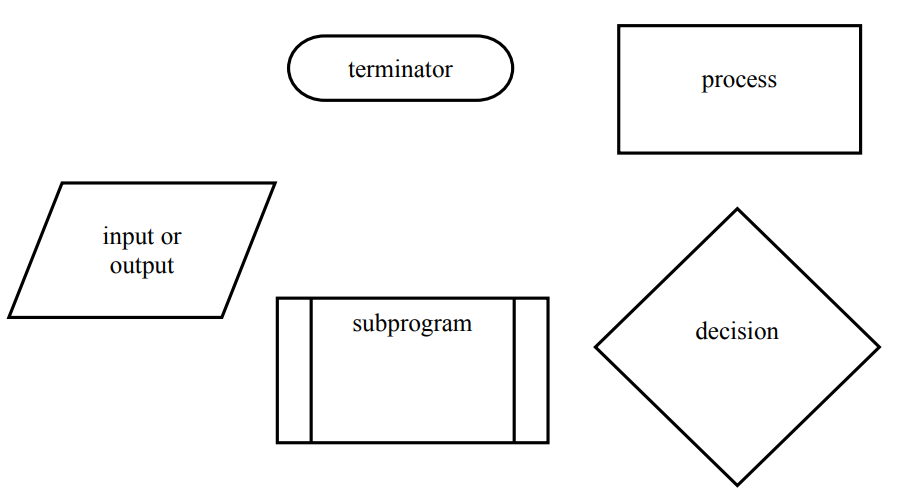 terminator
process
input or
output
subprogram
decision